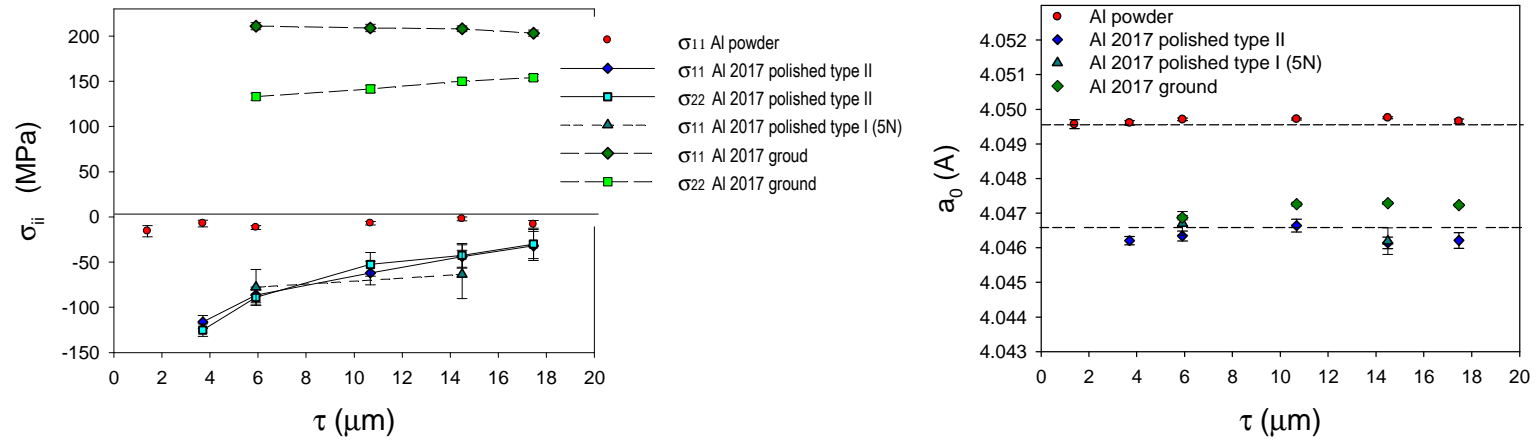 200
150
100
50
0
-50
-100
-150
σii (MPa)
0 2 4 6 8 10 12 14 16 18 20
τ (μm)
σ11 Al powder
σ11 Al 2017 polished type II
σ22 Al 2017 polished type II
σ11 Al 2017 polished type I (5N)
σ11 Al 2017 groud
σ22 Al 2017 ground
4.052
4.051
4.050
4.049
4.048
4.047
4.046
4.045
4.044
4.043
a0 (A)
0 2 4 6 8 10 12 14 16 18 20
τ (μm)
Al powder
Al 2017 polished type II
Al 2017 polished type I (5N)
Al 2017 ground